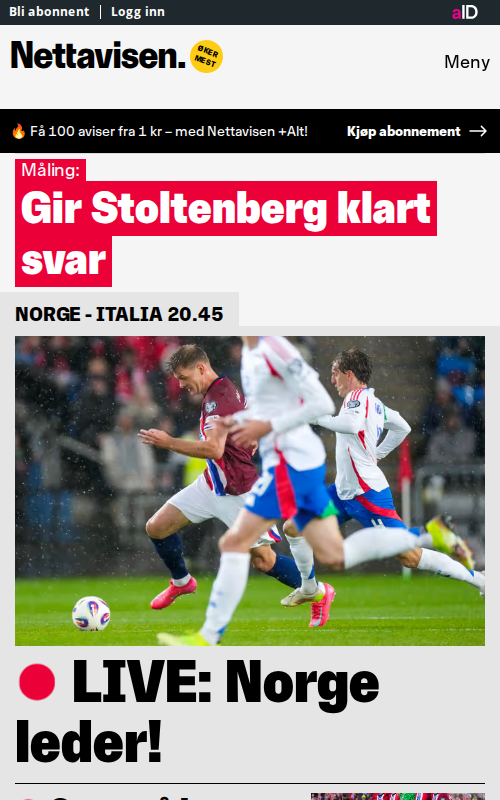 Bli abonnent | Logg inn
aID
Nettavisen.
ØKER
MEST
Meny
🔥 Få 100 aviser fra 1 kr – med Nettavisen +Alt!
Kjøp abonnement →
Måling:
Gir Stoltenberg klart
svar
NORGE - ITALIA 20.45
LIVE: Norge
leder!